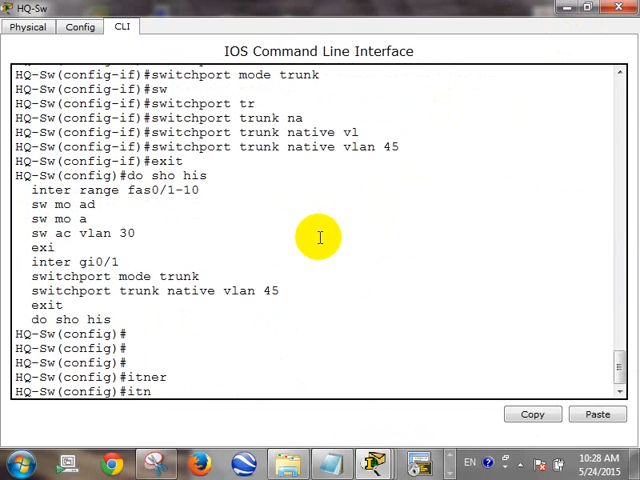 HQ-Sw
Physical Config CLI
IOS Command Line Interface
HQ-Sw(config-if)#switchport mode trunk
HQ-Sw(config-if)#sw
HQ-Sw(config-if)#switchport tr
HQ-Sw(config-if)#switchport trunk na
HQ-Sw(config-if)#switchport trunk native vl
HQ-Sw(config-if)#switchport trunk native vlan 45
HQ-Sw(config-if)#exit
HQ-Sw(config)#do sho his
inter range fas0/1-10
sw mo ad
sw mo a
sw ac vlan 30
exi
inter gi0/1
switchport mode trunk
switchport trunk native vlan 45
exit
do sho his
HQ-Sw(config)#
HQ-Sw(config)#
HQ-Sw(config)#
HQ-Sw(config)#itner
HQ-Sw(config)#itn
Copy Paste
EN 10:28 AM
5/24/2015